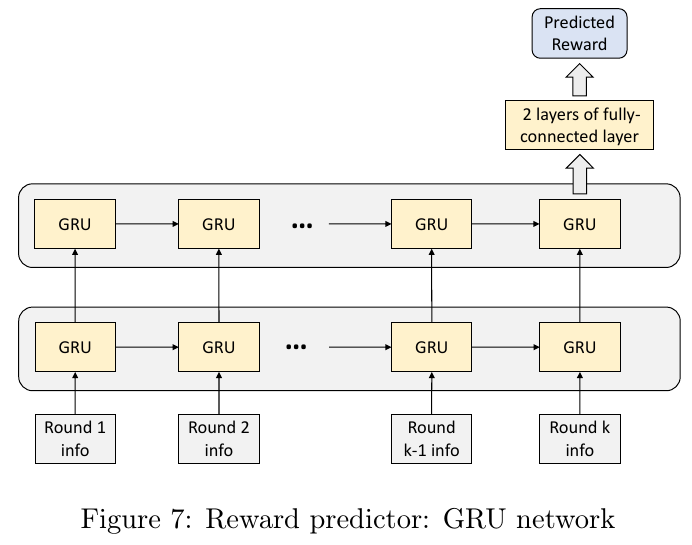 Predicted
Reward
2 layers of fully-
connected layer
GRU
GRU
...
GRU
GRU
GRU
GRU
...
GRU
GRU
Round 1
info
Round 2
info
Round
k-1 info
Round k
info
Figure 7: Reward predictor: GRU network